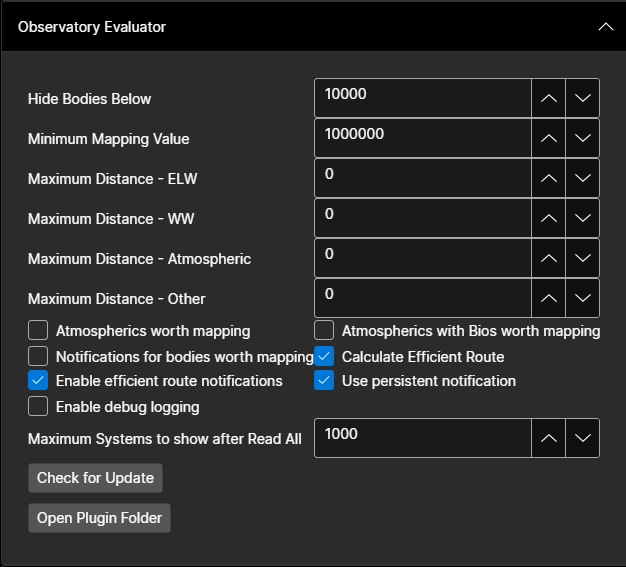 Observatory Evaluator
Hide Bodies Below 10000
Minimum Mapping Value 1000000
Maximum Distance - ELW 0
Maximum Distance - WW 0
Maximum Distance - Atmospheric 0
Maximum Distance - Other 0
Atmospherics worth mapping Atmospherics with Bios worth mapping
Notifications for bodies worth mapping Calculate Efficient Route
Enable efficient route notifications Use persistent notification
Enable debug logging
Maximum Systems to show after Read All 1000
Check for Update
Open Plugin Folder